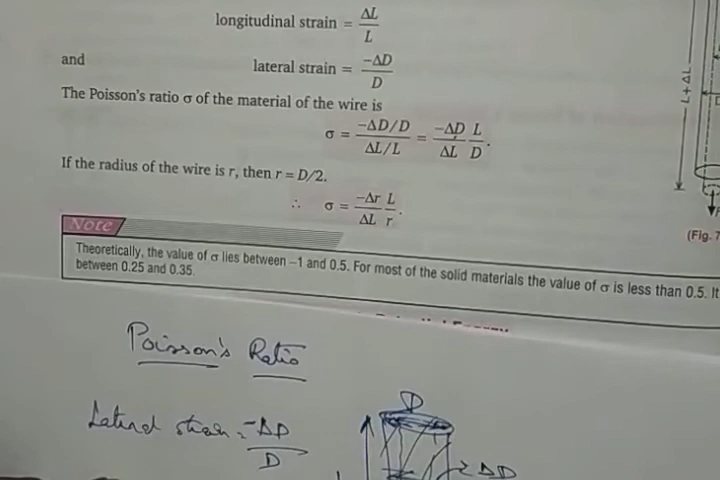 longitudinal strain = ΔL/L
and
lateral strain = −ΔD/D
The Poisson's ratio σ of the material of the wire is
σ = −ΔD/D / ΔL/L = −ΔD/ΔL L/D.
If the radius of the wire is r, then r = D/2.
∴ σ = −Δr/ΔL L/r.
Note
Theoretically, the value of σ lies between −1 and 0.5. For most of the solid materials the value of σ is less than 0.5. It
between 0.25 and 0.35.
L+ΔL
(Fig. 7
Poisson's Ratio
Lateral strain = −ΔD/D
D
ΔD